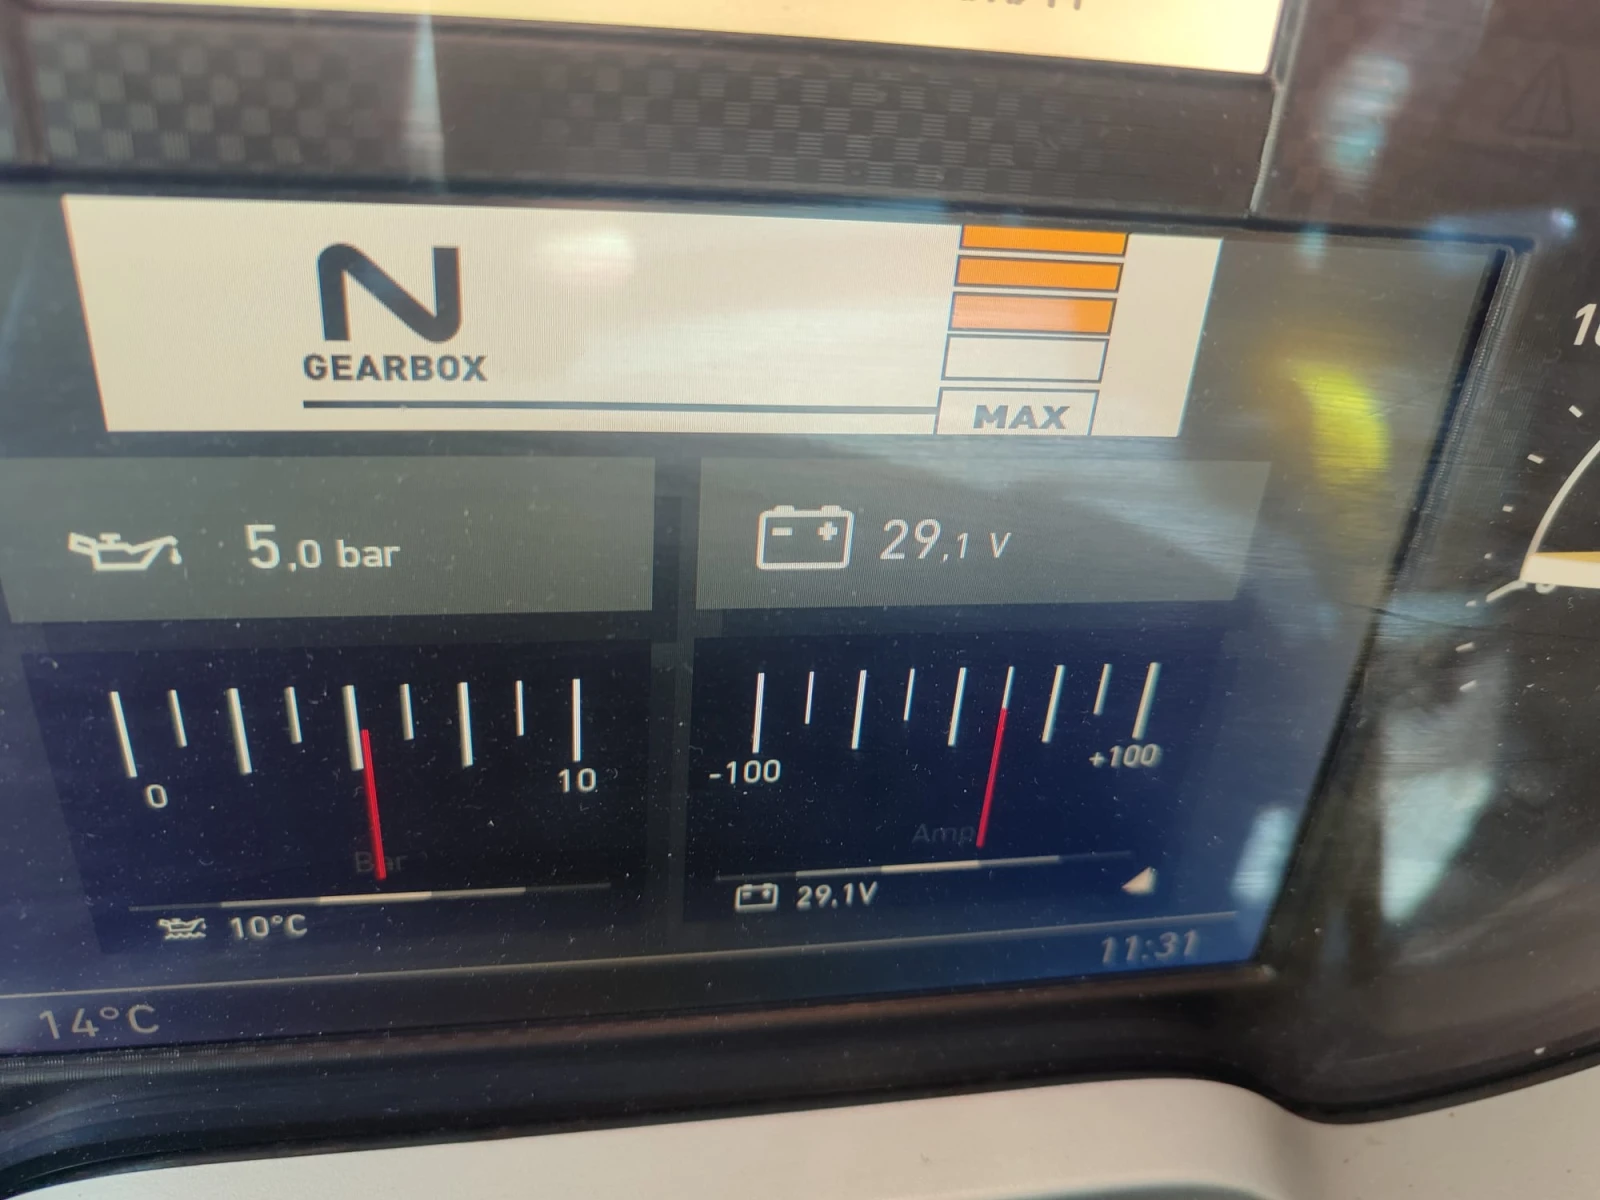 N
GEARBOX
MAX
5,0 bar
29,1 V
0
10
-100
+100
Bar
Amp
10°C
29.1V
11:31
14°C